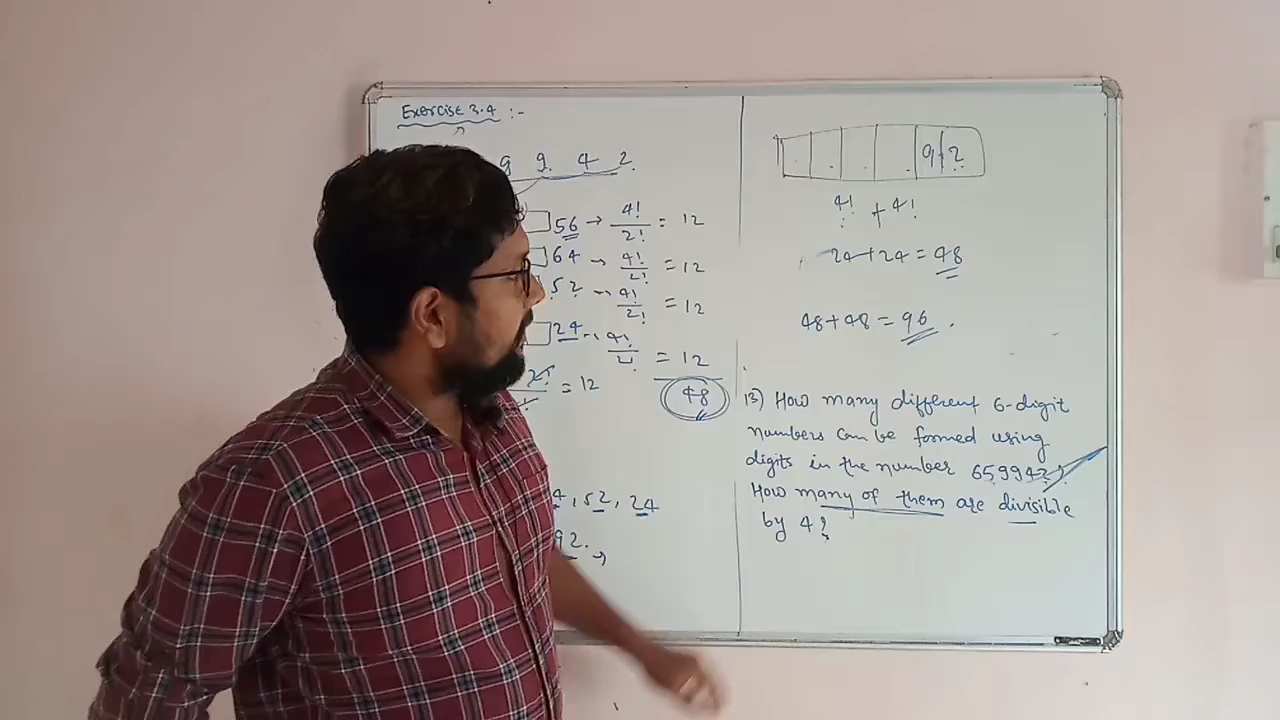 Exercise 3.4 :-
9 9 4 2.
56 → 4!/2! = 12
64 → 4!/2! = 12
52 → 4!/2! = 12
24 → 4!/2! = 12
= 12
48
4, 52, 24
92. →
9 2
4! + 4!
24+24 = 48
48+48 = 96.
13) How many different 6-digit
numbers can be formed using
digits in the number 659942?
How many of them are divisible
by 4?